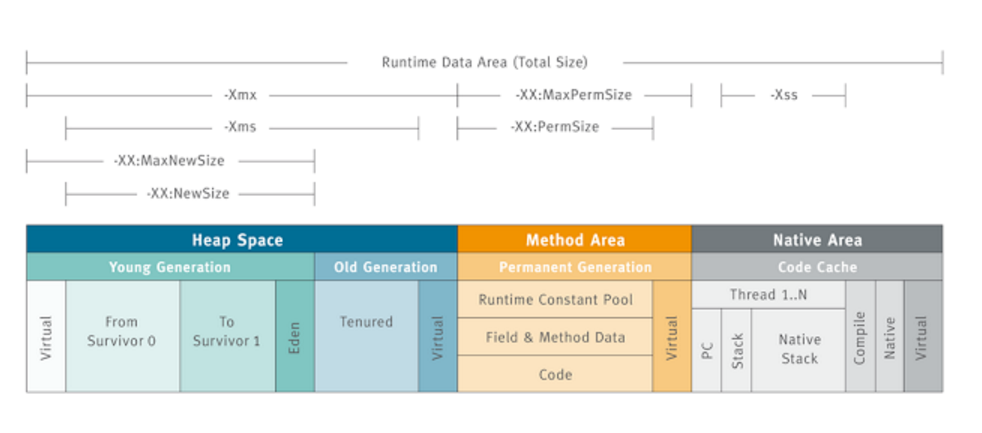 Runtime Data Area (Total Size)
-Xmx
-XX:MaxPermSize
-Xss
-Xms
-XX:PermSize
-XX:MaxNewSize
-XX:NewSize
Heap Space
Method Area
Native Area
Young Generation
Old Generation
Permanent Generation
Code Cache
Virtual
From
Survivor 0
To
Survivor 1
Eden
Tenured
Virtual
Runtime Constant Pool
Field & Method Data
Code
Virtual
Thread 1..N
PC
Stack
Native
Stack
Compile
Native
Virtual